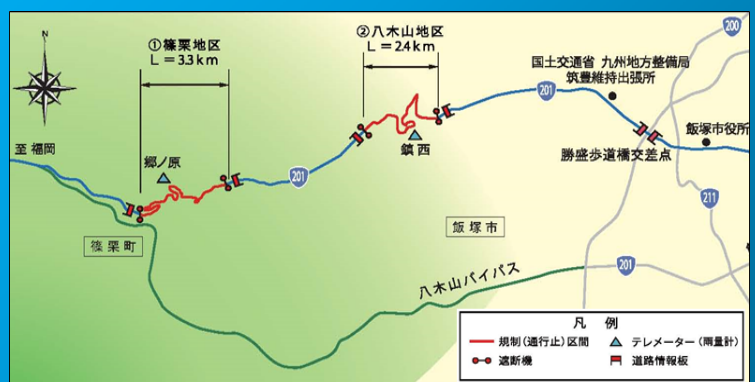 ①篠栗地区
L＝3.3km
②八木山地区
L＝2.4km
N
200
国土交通省 九州地方整備局
筑豊維持出張所
201
飯塚市役所
至 福岡
郷ノ原
鎮西
勝盛歩道橋交差点
201
211
篠栗町
飯塚市
201
八木山バイパス
凡 例
規制（通行止）区間
テレメーター（雨量計）
遮断機
道路情報板